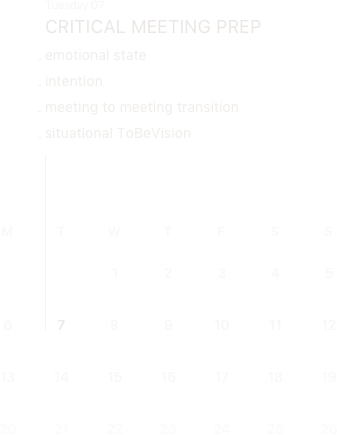 Tuesday 07
CRITICAL MEETING PREP
. emotional state
. intention
. meeting to meeting transition
. situational ToBeVision
M T W T F S S
1 2 3 4 5
6 7 8 9 10 11 12
13 14 15 16 17 18 19
20 21 22 23 24 25 26